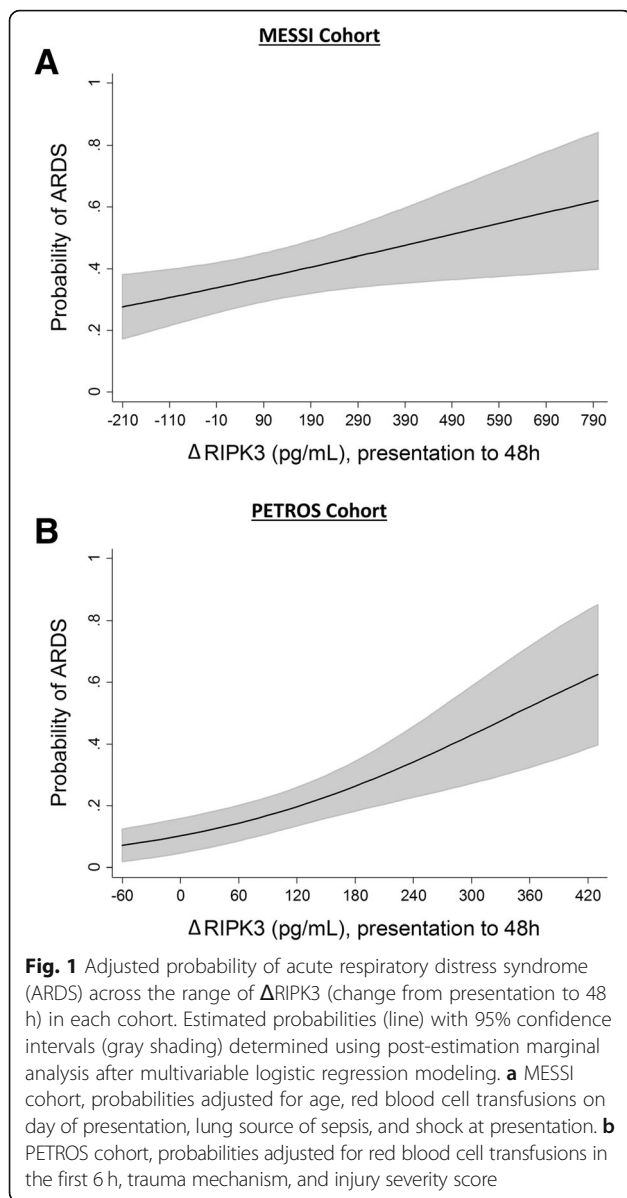 MESSI Cohort
A
Probability of ARDS
1
.8
.6
.4
.2
0
-210 -110 -10 90 190 290 390 490 590 690 790
Δ RIPK3 (pg/mL), presentation to 48h
PETROS Cohort
B
Probability of ARDS
1
.8
.6
.4
.2
0
-60 0 60 120 180 240 300 360 420
Δ RIPK3 (pg/mL), presentation to 48h
Fig. 1 Adjusted probability of acute respiratory distress syndrome
(ARDS) across the range of ΔRIPK3 (change from presentation to 48
h) in each cohort. Estimated probabilities (line) with 95% confidence
intervals (gray shading) determined using post-estimation marginal
analysis after multivariable logistic regression modeling. a MESSI
cohort, probabilities adjusted for age, red blood cell transfusions on
day of presentation, lung source of sepsis, and shock at presentation. b
PETROS cohort, probabilities adjusted for red blood cell transfusions in
the first 6 h, trauma mechanism, and injury severity score